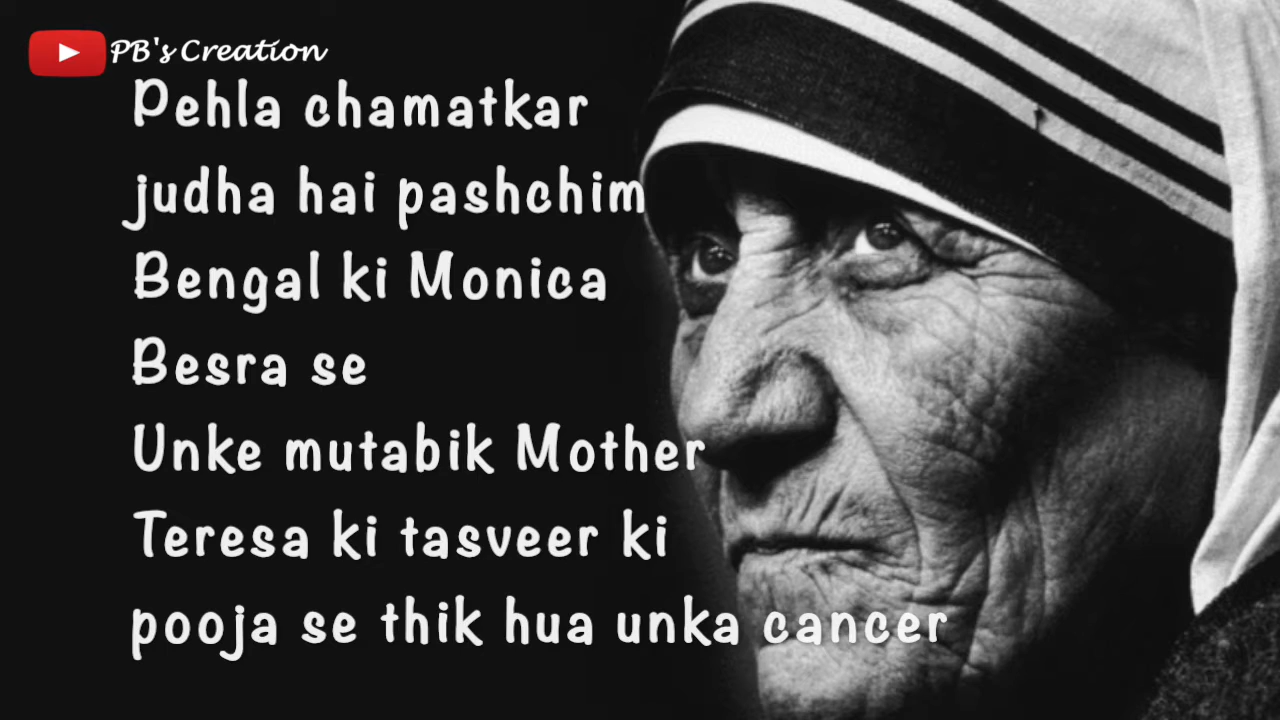 PB's Creation
Pehla chamatkar
judha hai pashchim
Bengal ki Monica
Besra se
Unke mutabik Mother
Teresa ki tasveer ki
pooja se thik hua unka cancer